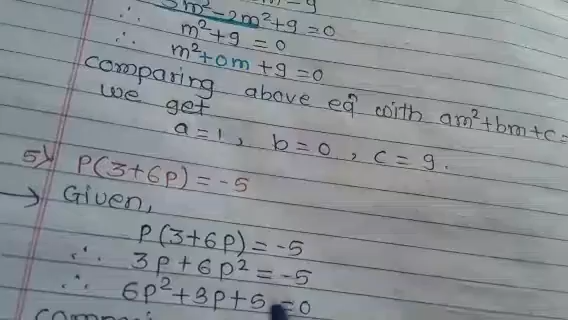 3m²-2m²+9=0
∴ m²+9=0
∴ m²+0m+9=0
comparing above eqⁿ with am²+bm+c=
we get
a=1, b=0, c=9.
5) P(3+6P)=-5
→ Given,
P(3+6P)=-5
∴ 3P+6P²=-5
∴ 6P²+3P+5=0